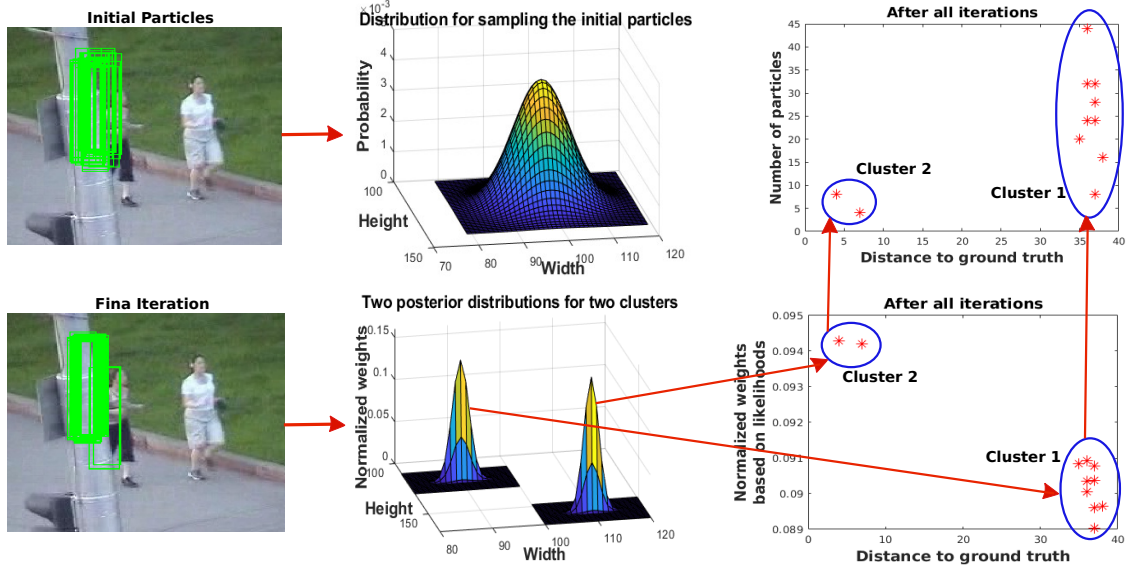 Initial Particles
Distribution for sampling the initial particles
×10⁻³
4
3
2
1
0
Probability
100
150
Height
70
80
90
100
110
120
Width
After all iterations
45
40
35
30
25
20
15
10
5
0
Number of particles
Cluster 2
Cluster 1
0
5
10
15
20
25
30
35
40
Distance to ground truth
Fina Iteration
Two posterior distributions for two clusters
0.15
0.1
0.05
0
Normalized weights
100
150
Height
80
90
100
110
120
Width
After all iterations
0.095
0.094
0.093
0.092
0.091
0.09
0.089
Normalized weights
based on likelihoods
Cluster 2
Cluster 1
0
5
10
15
20
25
30
35
40
Distance to ground truth